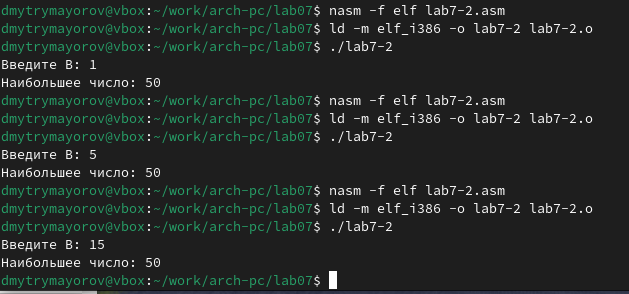 dmytrymayorov@vbox:~/work/arch-pc/lab07$ nasm -f elf lab7-2.asm
dmytrymayorov@vbox:~/work/arch-pc/lab07$ ld -m elf_i386 -o lab7-2 lab7-2.o
dmytrymayorov@vbox:~/work/arch-pc/lab07$ ./lab7-2
Введите B: 1
Наибольшее число: 50
dmytrymayorov@vbox:~/work/arch-pc/lab07$ nasm -f elf lab7-2.asm
dmytrymayorov@vbox:~/work/arch-pc/lab07$ ld -m elf_i386 -o lab7-2 lab7-2.o
dmytrymayorov@vbox:~/work/arch-pc/lab07$ ./lab7-2
Введите B: 5
Наибольшее число: 50
dmytrymayorov@vbox:~/work/arch-pc/lab07$ nasm -f elf lab7-2.asm
dmytrymayorov@vbox:~/work/arch-pc/lab07$ ld -m elf_i386 -o lab7-2 lab7-2.o
dmytrymayorov@vbox:~/work/arch-pc/lab07$ ./lab7-2
Введите B: 15
Наибольшее число: 50
dmytrymayorov@vbox:~/work/arch-pc/lab07$